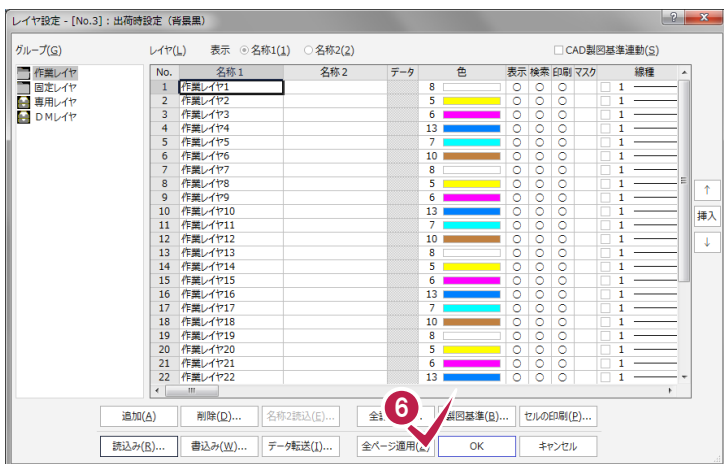 レイヤ設定 - [No.3] : 出荷時設定（背景黒）
グループ(G)
レイヤ(L) 表示 名称1(1) 名称2(2) CAD製図基準連動(S)
作業レイヤ
固定レイヤ
専用レイヤ
DMレイヤ
No. 名称 1 名称 2 データ 色 表示 検索 印刷 マスク 線種
1 作業レイヤ1 8 ○ ○ ○ 1
2 作業レイヤ2 5 ○ ○ ○ 1
3 作業レイヤ3 6 ○ ○ ○ 1
4 作業レイヤ4 13 ○ ○ ○ 1
5 作業レイヤ5 7 ○ ○ ○ 1
6 作業レイヤ6 10 ○ ○ ○ 1
7 作業レイヤ7 8 ○ ○ ○ 1
8 作業レイヤ8 5 ○ ○ ○ 1
9 作業レイヤ9 6 ○ ○ ○ 1
10 作業レイヤ10 13 ○ ○ ○ 1
11 作業レイヤ11 7 ○ ○ ○ 1
12 作業レイヤ12 10 ○ ○ ○ 1
13 作業レイヤ13 8 ○ ○ ○ 1
14 作業レイヤ14 5 ○ ○ ○ 1
15 作業レイヤ15 6 ○ ○ ○ 1
16 作業レイヤ16 13 ○ ○ ○ 1
17 作業レイヤ17 7 ○ ○ ○ 1
18 作業レイヤ18 10 ○ ○ ○ 1
19 作業レイヤ19 8 ○ ○ ○ 1
20 作業レイヤ20 5 ○ ○ ○ 1
21 作業レイヤ21 6 ○ ○ ○ 1
22 作業レイヤ22 13 ○ ○ ○ 1
↑
挿入
↓
追加(A) 削除(D)... 名称2読込(E)... 製図基準(B)... セルの印刷(P)...
6
読込み(R)... 書込み(W)... データ転送(I)... 全ページ適用 OK キャンセル